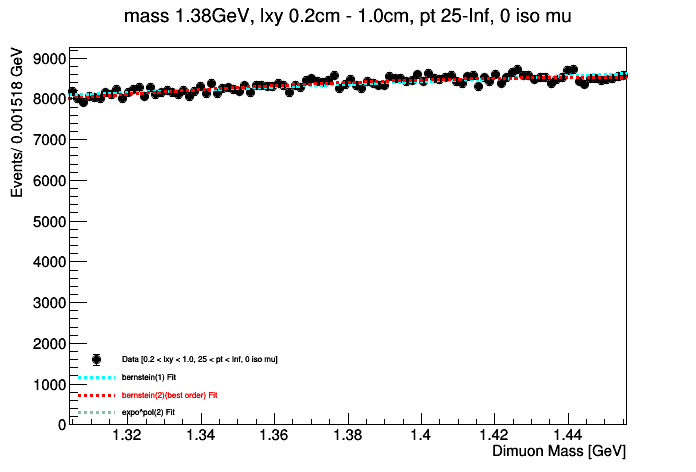 mass 1.38GeV, lxy 0.2cm - 1.0cm, pt 25-Inf, 0 iso mu
Events/ 0.001518 GeV
9000
8000
7000
6000
5000
4000
3000
2000
1000
0
Data [0.2 < lxy < 1.0, 25 < pt < Inf, 0 iso mu]
bernstein(1) Fit
bernstein(2)(best order) Fit
expo*pol(2) Fit
1.32 1.34 1.36 1.38 1.4 1.42 1.44
Dimuon Mass [GeV]